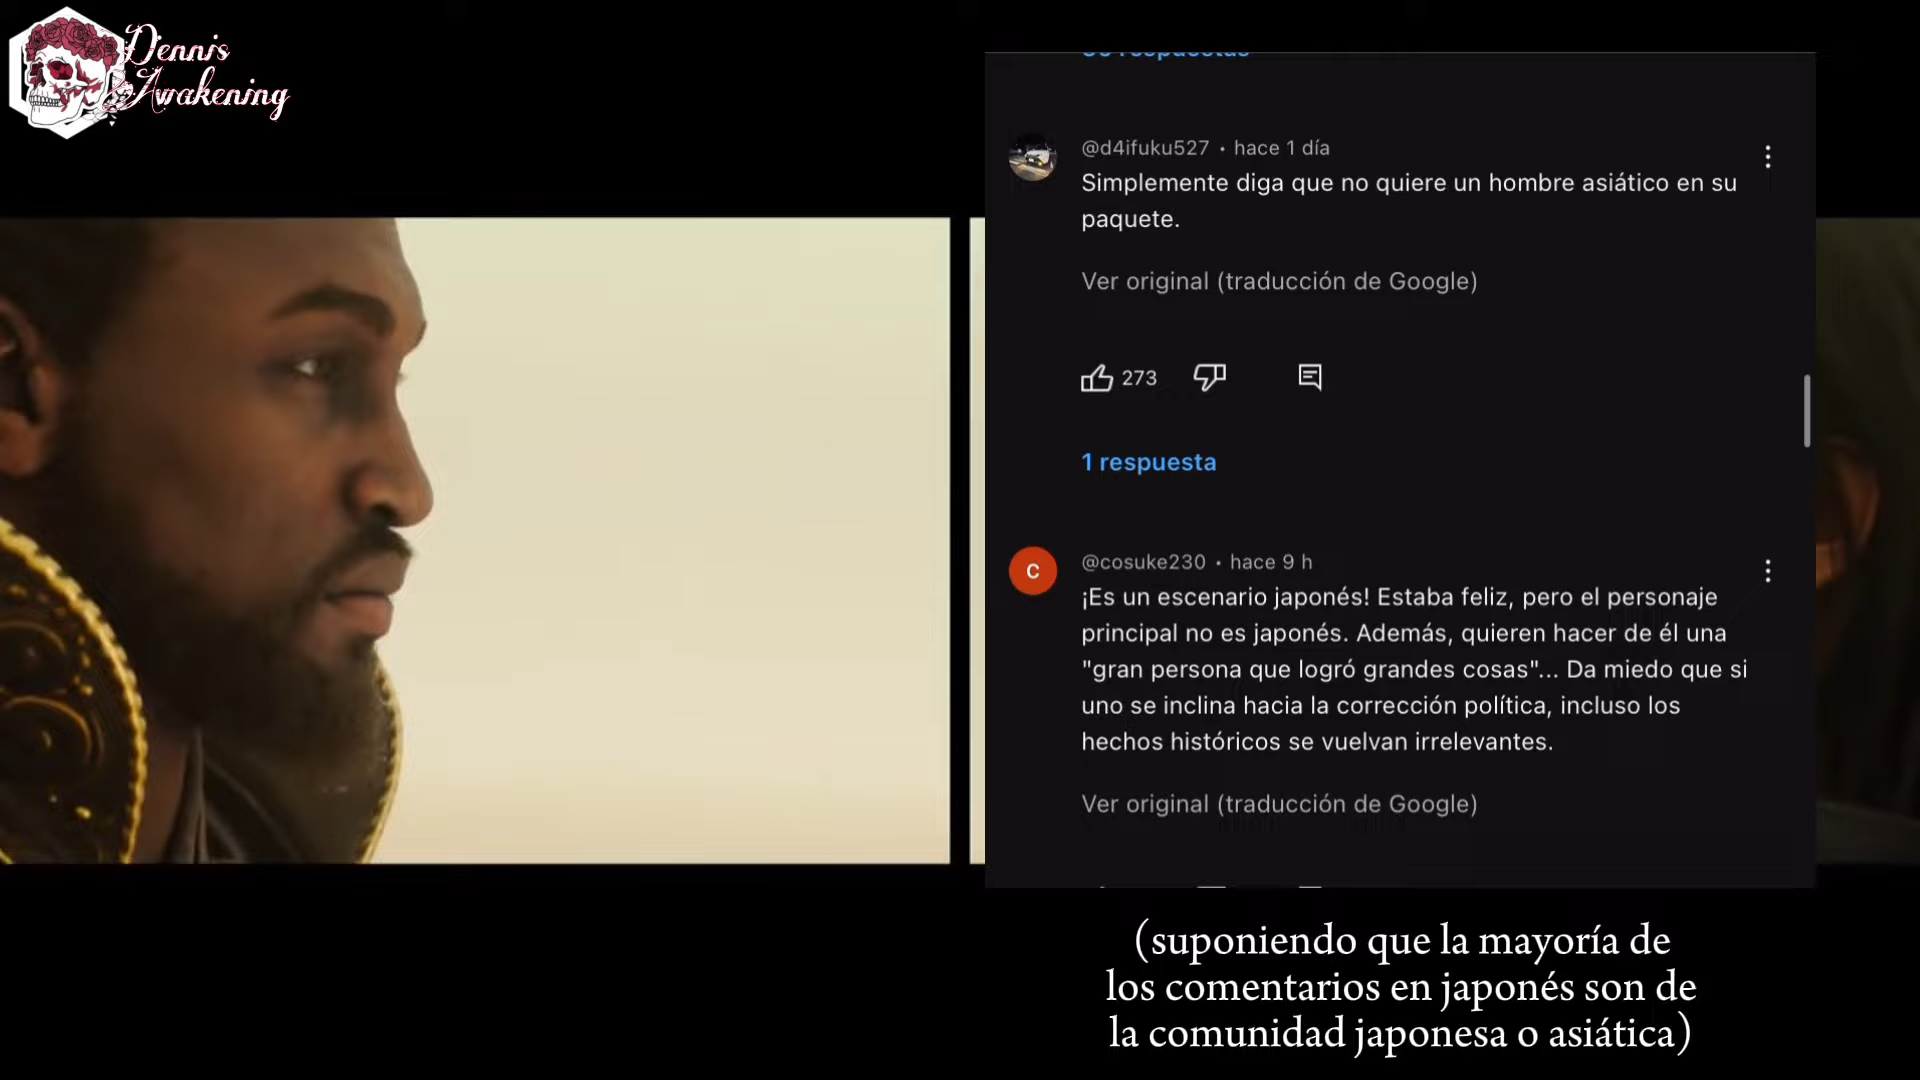 Dennis
Awakening
@d4ifuku527 • hace 1 día
Simplemente diga que no quiere un hombre asiático en su
paquete.
Ver original (traducción de Google)
273
1 respuesta
C
@cosuke230 • hace 9 h
¡Es un escenario japonés! Estaba feliz, pero el personaje
principal no es japonés. Además, quieren hacer de él una
"gran persona que logró grandes cosas"... Da miedo que si
uno se inclina hacia la corrección política, incluso los
hechos históricos se vuelvan irrelevantes.
Ver original (traducción de Google)
(suponiendo que la mayoría de
los comentarios en japonés son de
la comunidad japonesa o asiática)